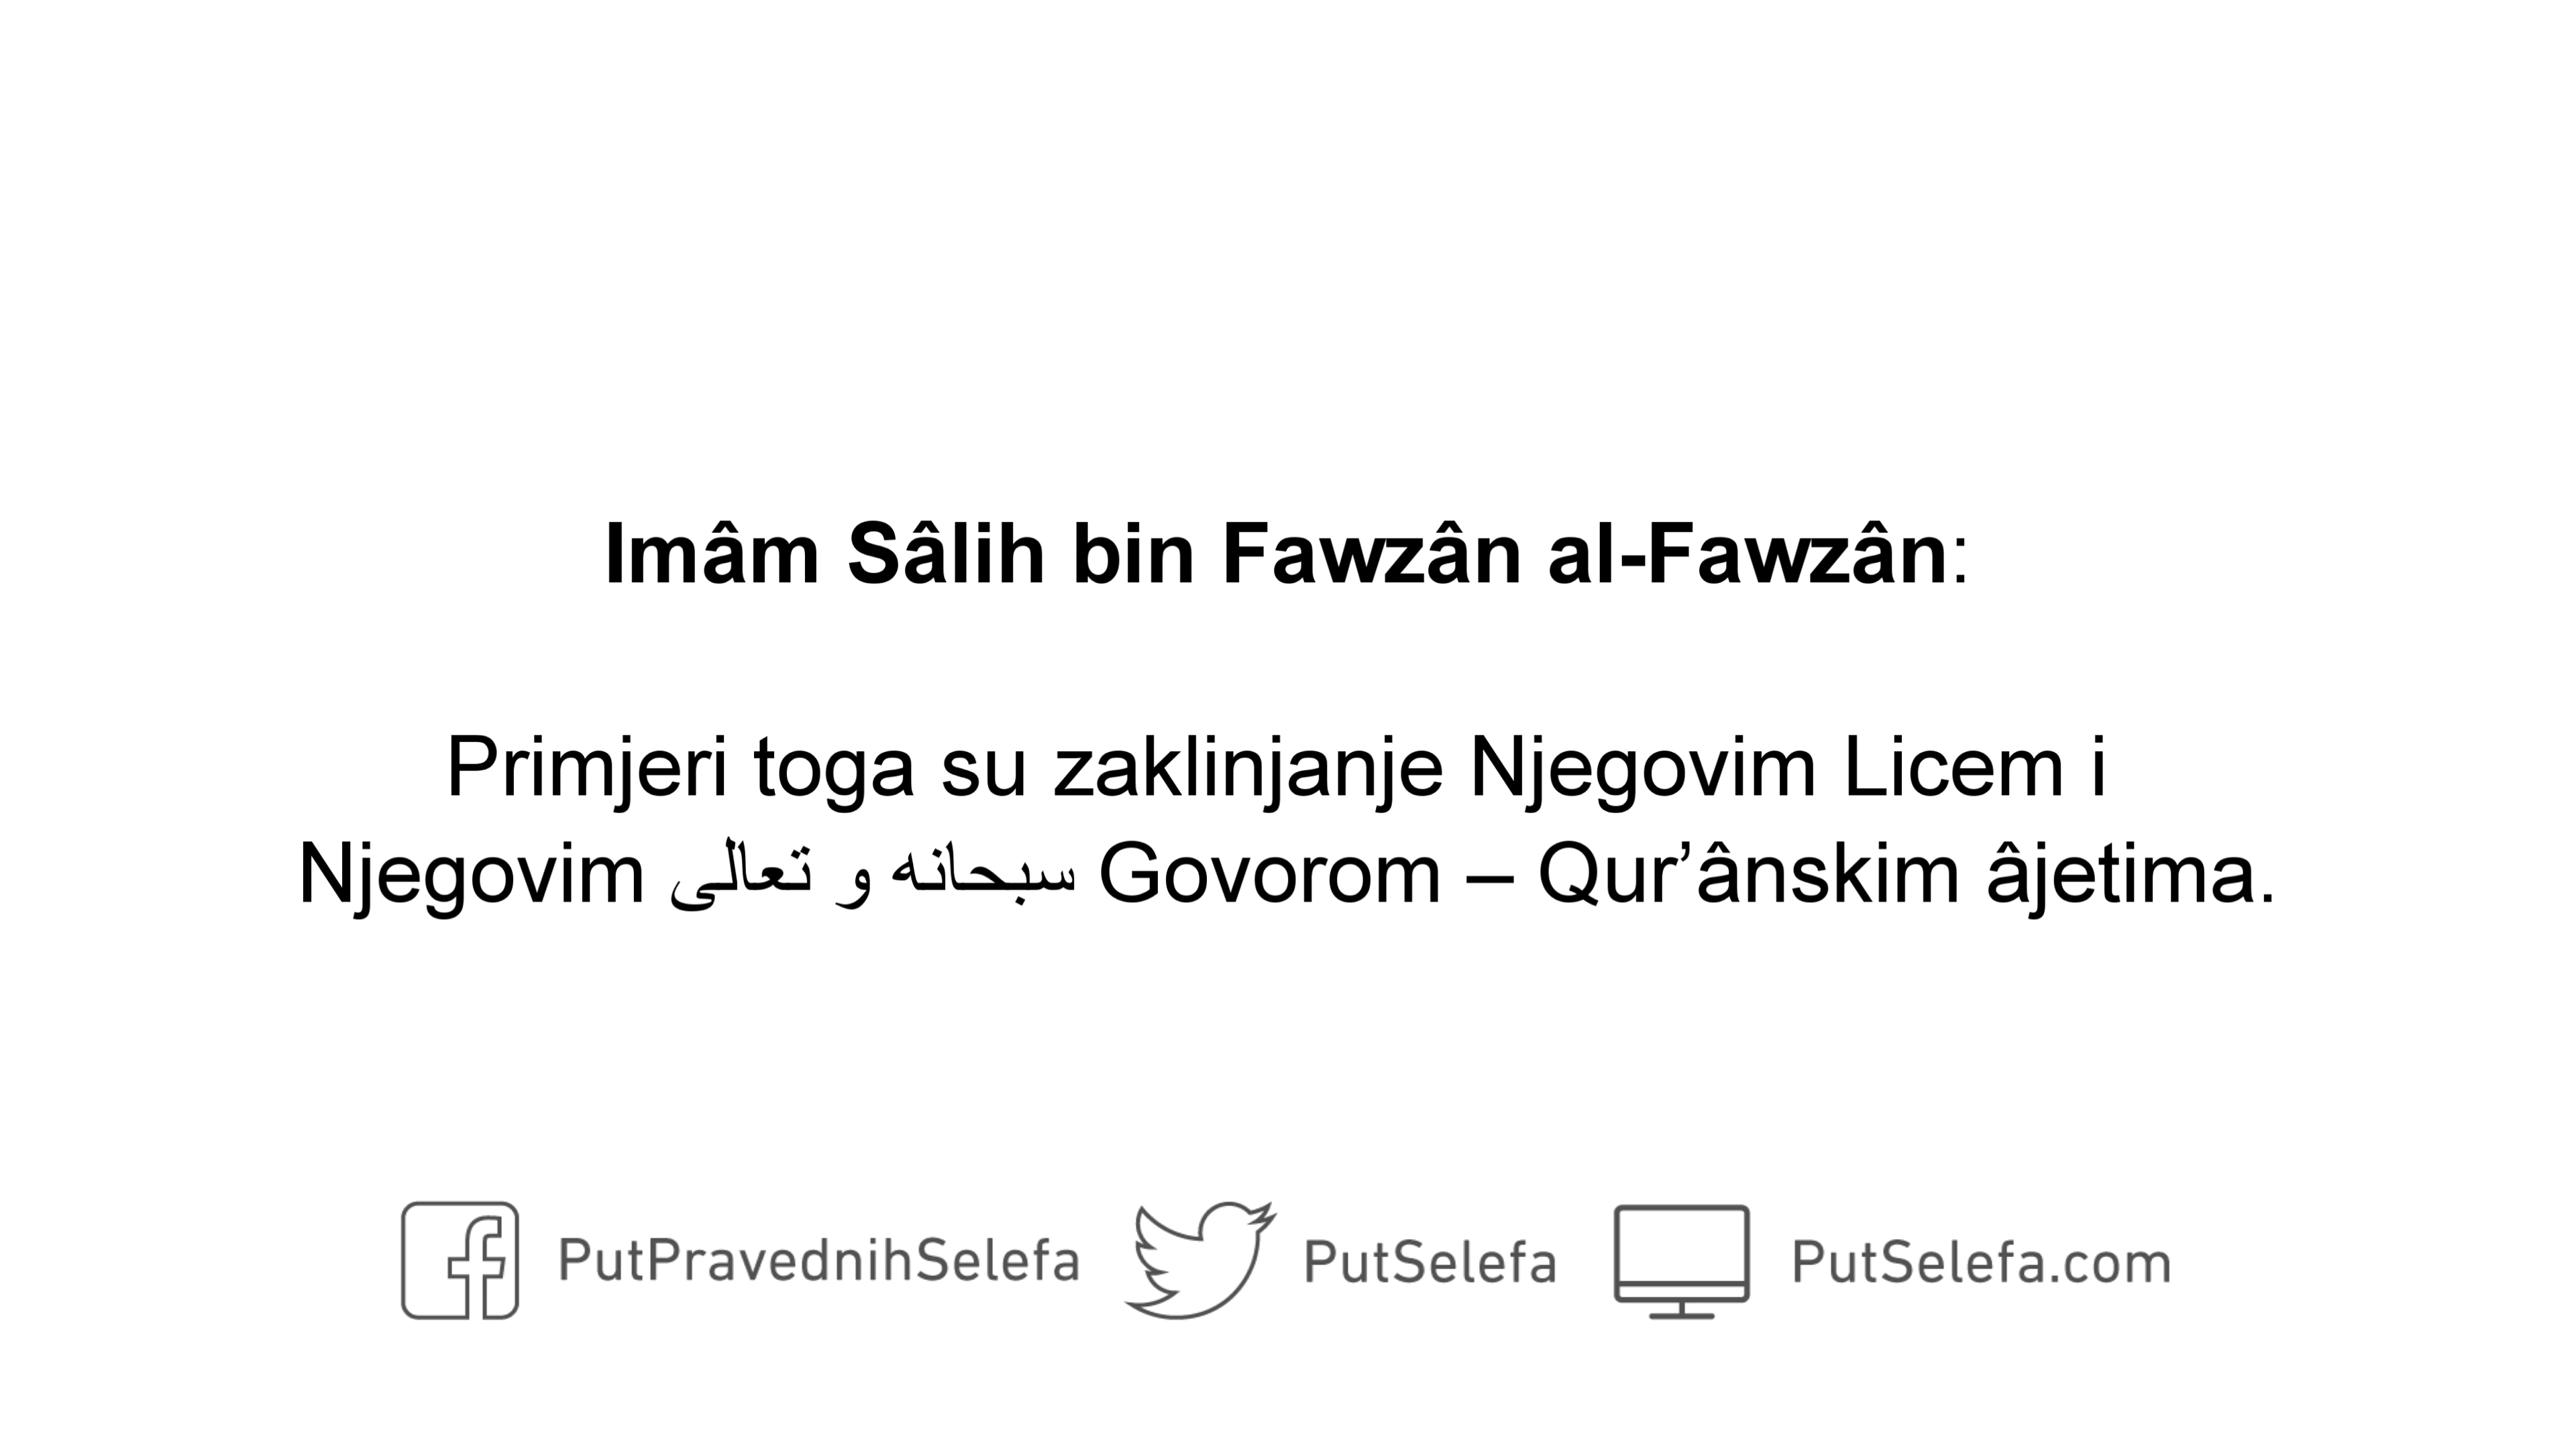 Imâm Sâlih bin Fawzân al-Fawzân:
Primjeri toga su zaklinjanje Njegovim Licem i
Njegovim سبحانه و تعالى Govorom – Qur’ânskim âjetima.
PutPravednihSelefa PutSelefa PutSelefa.com